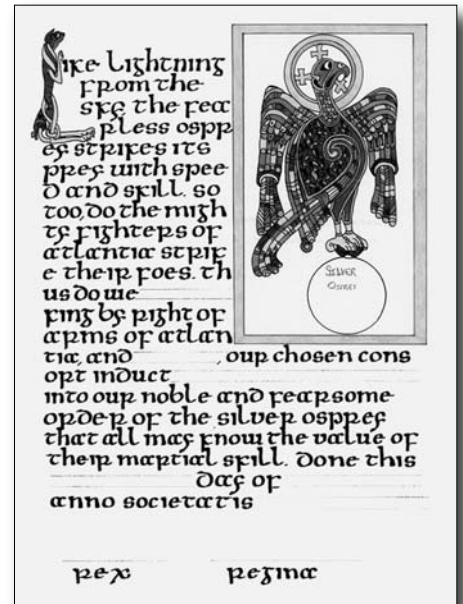 Like Lightning
from the
sky the fea
rless ospr
ey strikes its
prey with spee
d and skill. so
too, do the migh
ty fighters of
atlantia strik
e their foes. th
us do we
king by right of
arms of atlan
tia, and , our chosen cons
ort induct
into our noble and fearsome
order of the silver osprey
that all may know the value of
their martial skill. Done this
Day of
anno societatis
rex regina
SILVER
OSPREY